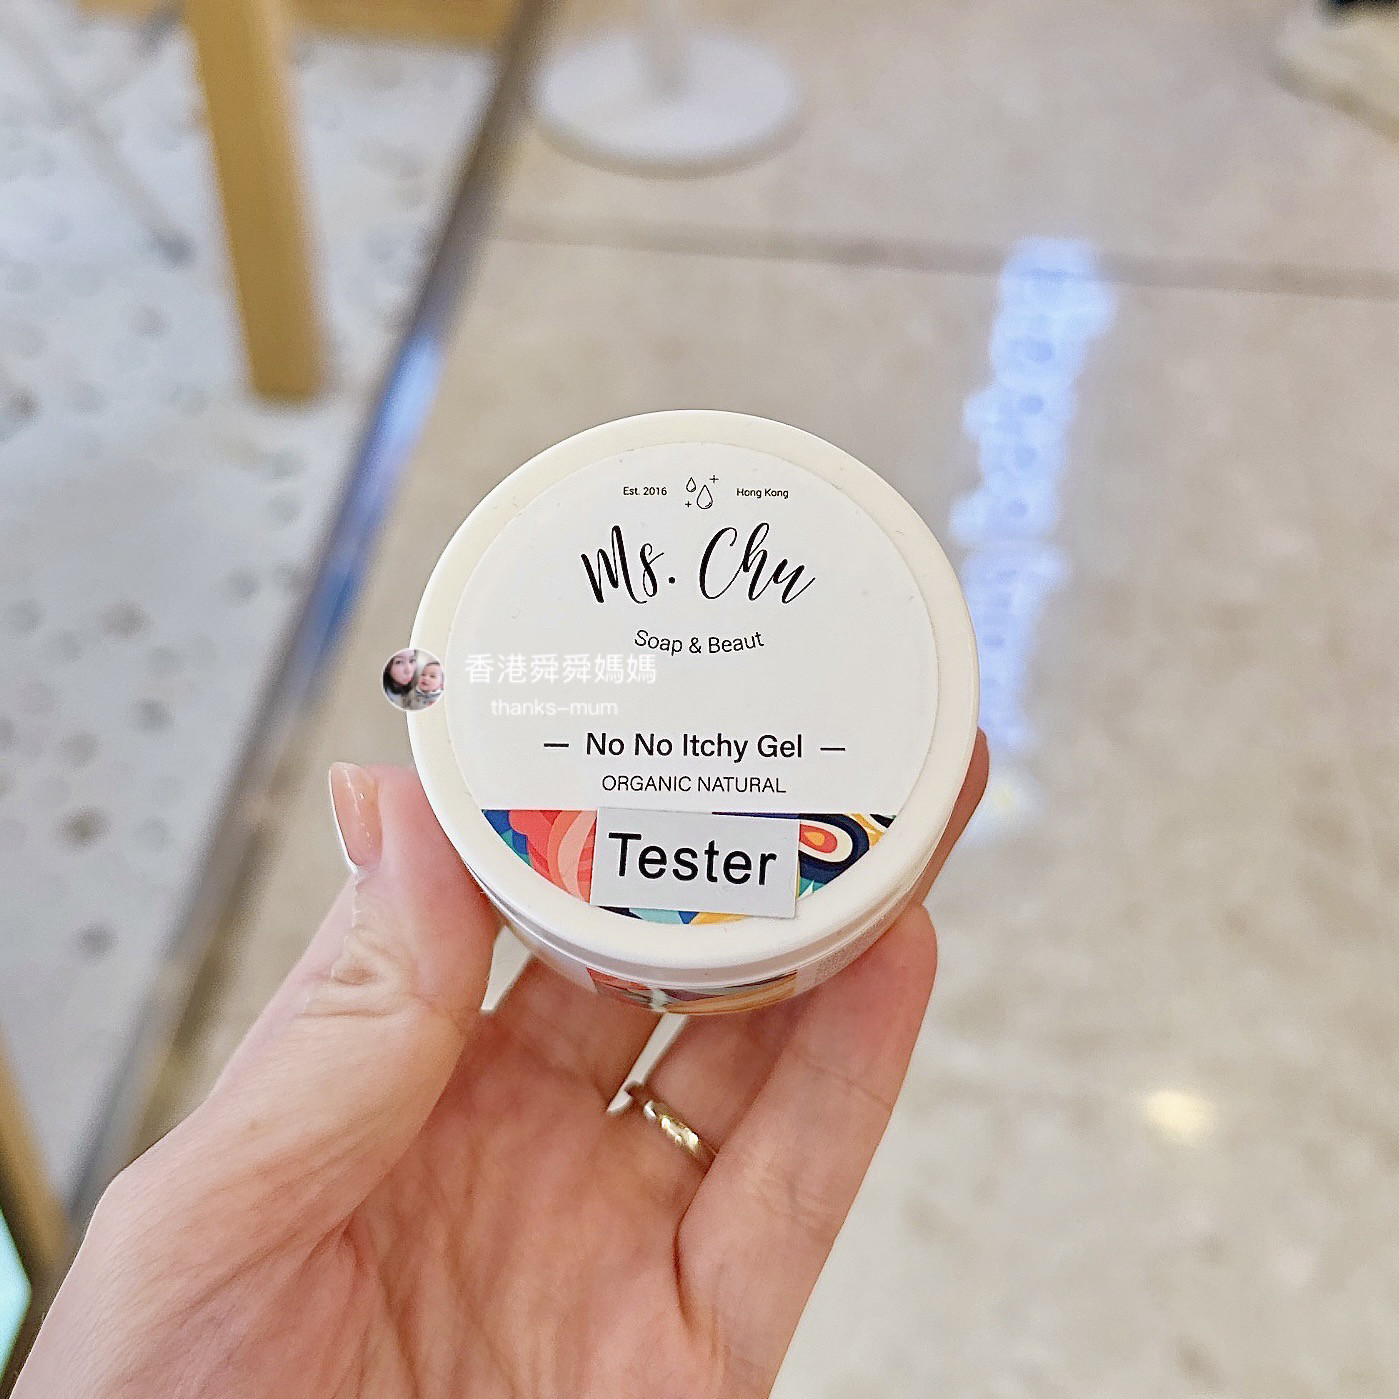 Est. 2016 Hong Kong
Ms. Chu
Soap & Beaut
香港舜舜媽媽
thanks-mum
— No No Itchy Gel —
ORGANIC NATURAL
Tester